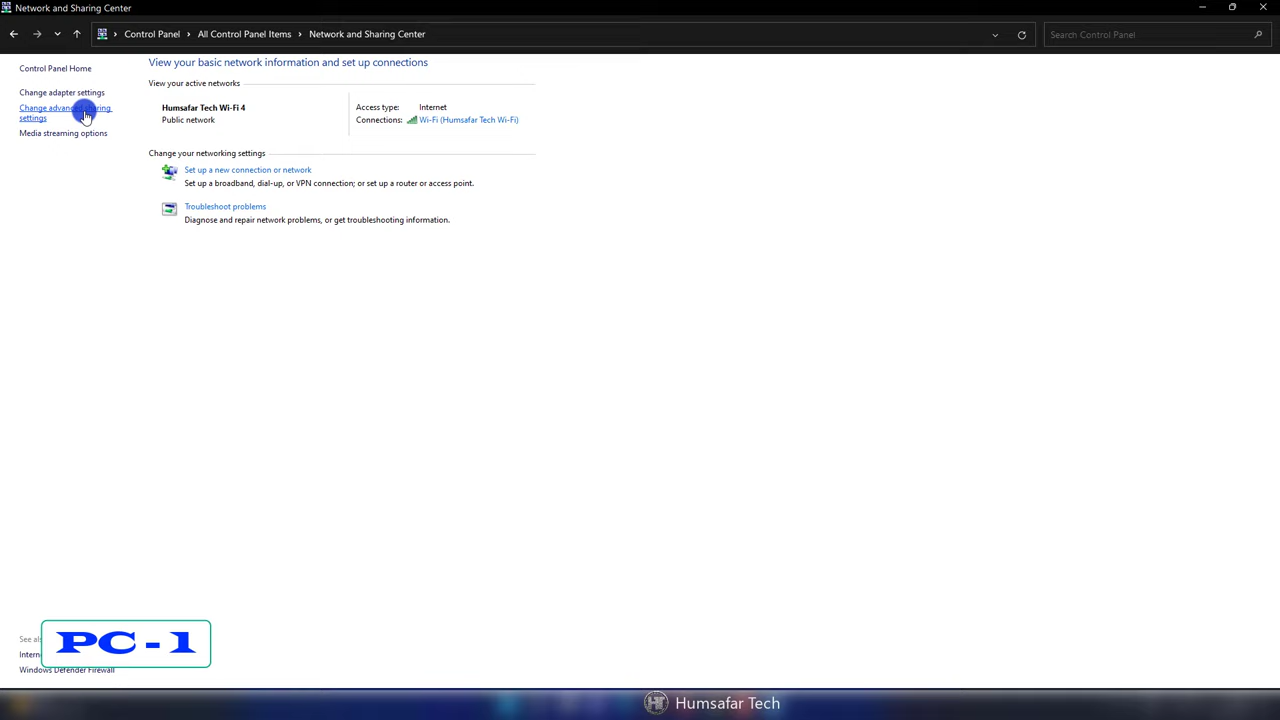 Network and Sharing Center
Control Panel > All Control Panel Items > Network and Sharing Center
Search Control Panel
Control Panel Home
Change adapter settings
Change advanced sharing
settings
Media streaming options
View your basic network information and set up connections
View your active networks
Humsafar Tech Wi-Fi 4
Public network
Access type: Internet
Connections: Wi-Fi (Humsafar Tech Wi-Fi)
Change your networking settings
Set up a new connection or network
Set up a broadband, dial-up, or VPN connection; or set up a router or access point.
Troubleshoot problems
Diagnose and repair network problems, or get troubleshooting information.
See
PC-1
Windows Defender Firewall
HT Humsafar Tech